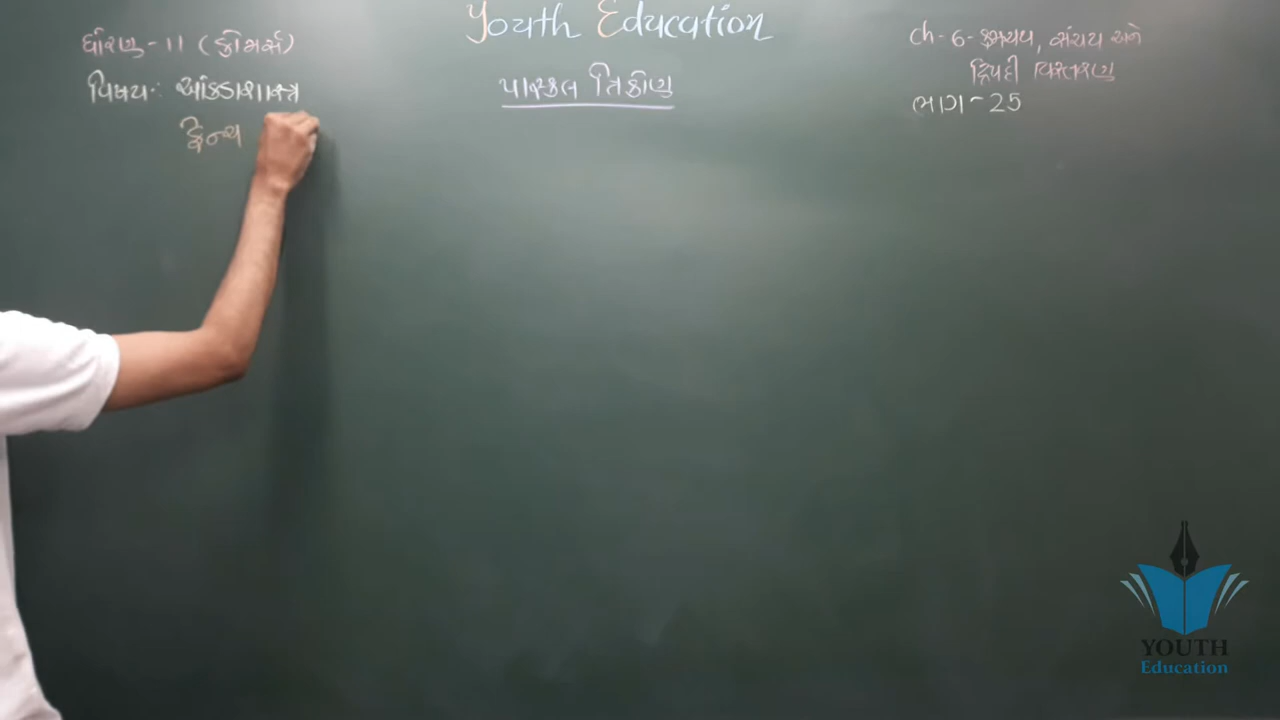 Youth Education
ધોરણ - 11 (કોમર્સ)
વિષય: આંકડાશાસ્ત્ર
ફ્રેન્ચ
પાસ્કલ ત્રિકોણ
Ch - 6 - ક્રમચય, સંચય અને
દ્વિપદી વિસ્તરણ
ભાગ - 25
YOUTH
Education